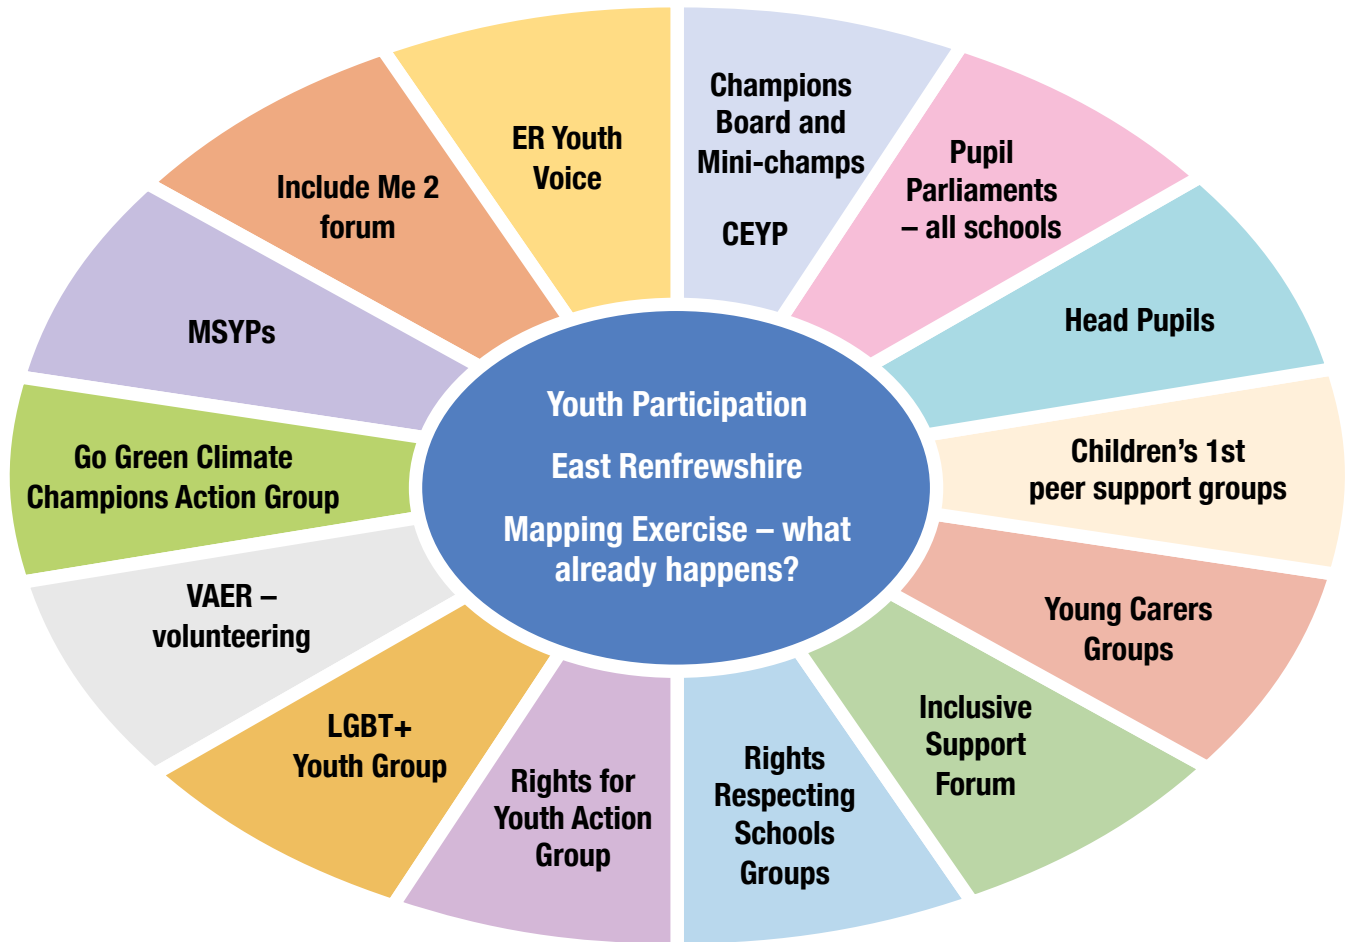 Champions
Board and
Mini-champs
CEYP
Pupil
Parliaments
– all schools
Head Pupils
Children’s 1st
peer support groups
Young Carers
Groups
Inclusive
Support
Forum
Rights
Respecting
Schools
Groups
Rights for
Youth Action
Group
LGBT+
Youth Group
VAER –
volunteering
Go Green Climate
Champions Action Group
MSYPs
Include Me 2
forum
ER Youth
Voice
Youth Participation
East Renfrewshire
Mapping Exercise – what
already happens?